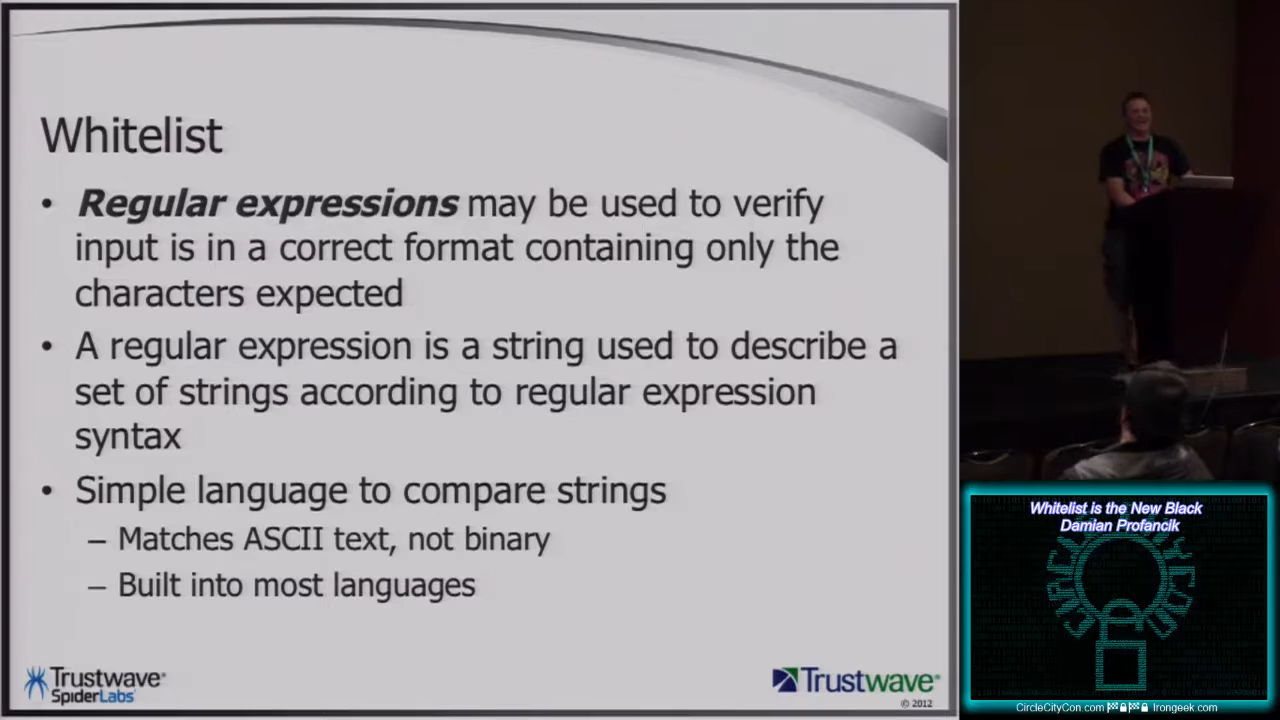 Whitelist
• Regular expressions may be used to verify
input is in a correct format containing only the
characters expected
• A regular expression is a string used to describe a
set of strings according to regular expression
syntax
• Simple language to compare strings
– Matches ASCII text, not binary
– Built into most languages
Trustwave®
SpiderLabs®
Trustwave®
© 2012
Whitelist is the New Black
Damian Profancik
CircleCityCon.com Irongeek.com